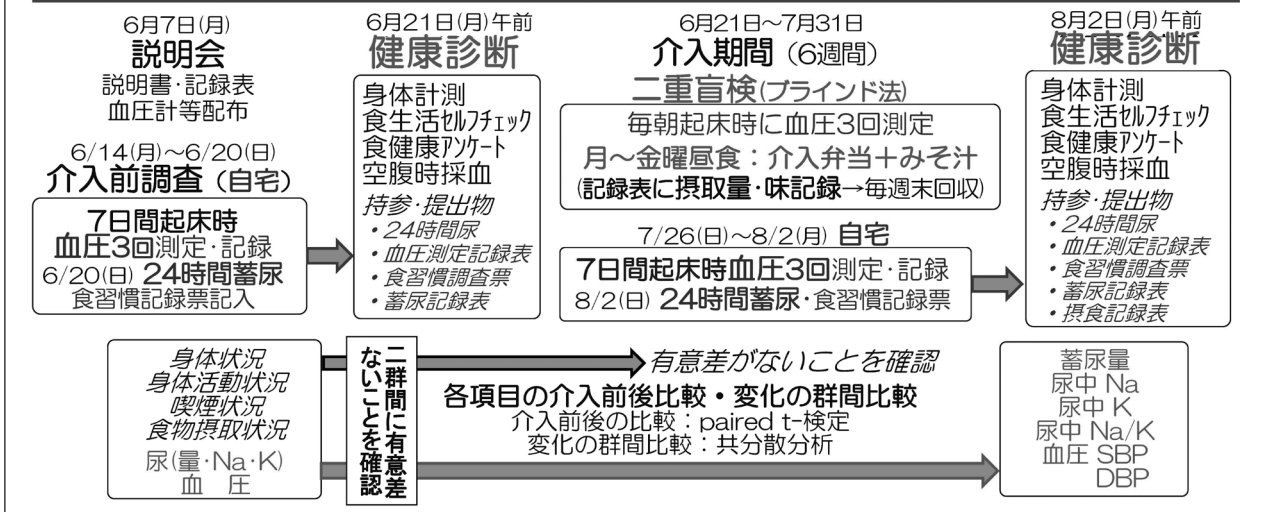 6月7日(月)
説明会
説明書・記録表
血圧計等配布
6/14(月)～6/20(日)
介入前調査（自宅）
7日間起床時
血圧3回測定・記録
6/20(日) 24時間蓄尿
食習慣記録票記入
6月21日(月)午前
健康診断
身体計測
食生活ｾﾙﾌﾁｪｯｸ
食健康ｱﾝｹｰﾄ
空腹時採血
持参・提出物
・24時間尿
・血圧測定記録表
・食習慣調査票
・蓄尿記録表
6月21日～7月31日
介入期間（6週間）
二重盲検(ブラインド法)
毎朝起床時に血圧3回測定
月～金曜昼食：介入弁当＋みそ汁
(記録表に摂取量・味記録→毎週末回収)
7/26(日)～8/2(月) 自宅
7日間起床時血圧3回測定・記録
8/2(日) 24時間蓄尿・食習慣記録票
8月2日(月)午前
健康診断
身体計測
食生活ｾﾙﾌﾁｪｯｸ
食健康ｱﾝｹｰﾄ
空腹時採血
持参・提出物
・24時間尿
・血圧測定記録表
・食習慣調査票
・蓄尿記録表
・摂食記録表
身体状況
身体活動状況
喫煙状況
食物摂取状況
尿(量・Na・K)
血　圧
二群間に有意差
ないことを確認
有意差がないことを確認
各項目の介入前後比較・変化の群間比較
介入前後の比較：paired t-検定
変化の群間比較：共分散分析
蓄尿量
尿中 Na
尿中 K
尿中 Na/K
血圧 SBP
DBP